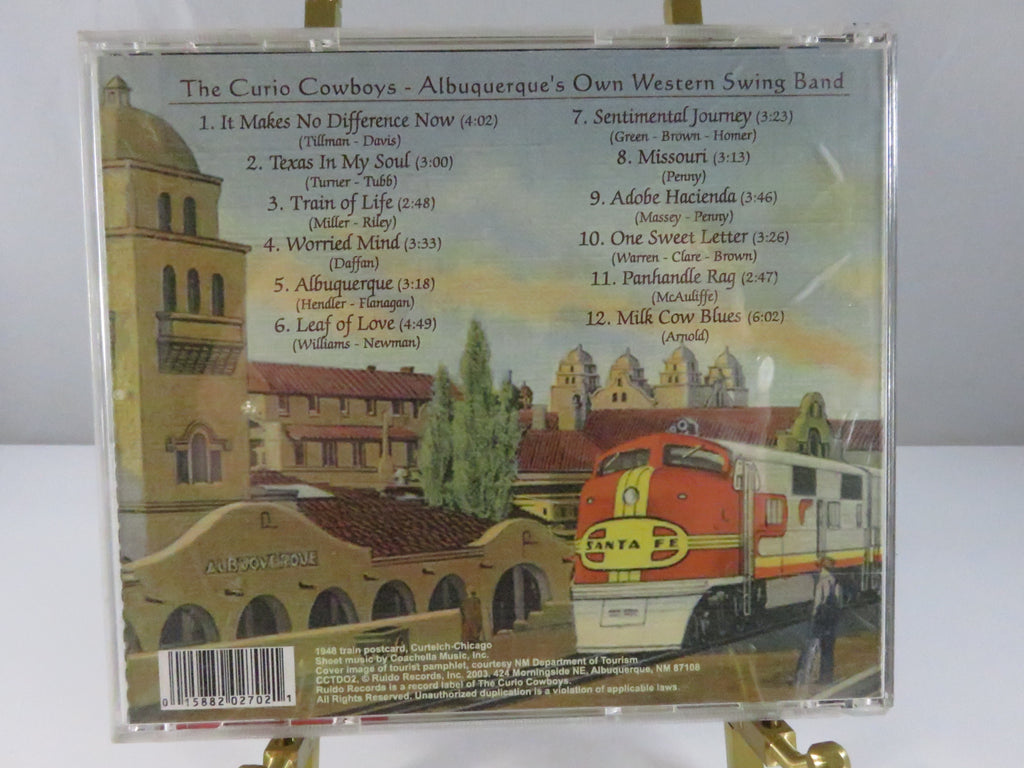 The Curio Cowboys - Albuquerque's Own Western Swing Band
1. It Makes No Difference Now (4:02)
(Tillman - Davis)
2. Texas In My Soul (3:00)
(Turner - Tubb)
3. Train of Life (2:48)
(Miller - Riley)
4. Worried Mind (3:33)
(Daffan)
5. Albuquerque (3:18)
(Hendler - Flanagan)
6. Leaf of Love (4:49)
(Williams - Newman)
7. Sentimental Journey (3:23)
(Green - Brown - Homer)
8. Missouri (3:13)
(Penny)
9. Adobe Hacienda (3:46)
(Massey - Penny)
10. One Sweet Letter (3:26)
(Warren - Clare - Brown)
11. Panhandle Rag (2:47)
(McAuliffe)
12. Milk Cow Blues (6:02)
(Arnold)
SANTA FE
ALBUQUERQUE
1948 train postcard, Curteich-Chicago
Sheet music by Coachella Music, Inc.
Cover image of tourist pamphlet, courtesy NM Department of Tourism
CCTDO2, © Ruido Records, Inc. 2003, 424 Morningside NE, Albuquerque, NM 87108
Ruido Records is a record label of The Curio Cowboys.
All Rights Reserved, Unauthorized duplication is a violation of applicable laws
0 15882 02702 1